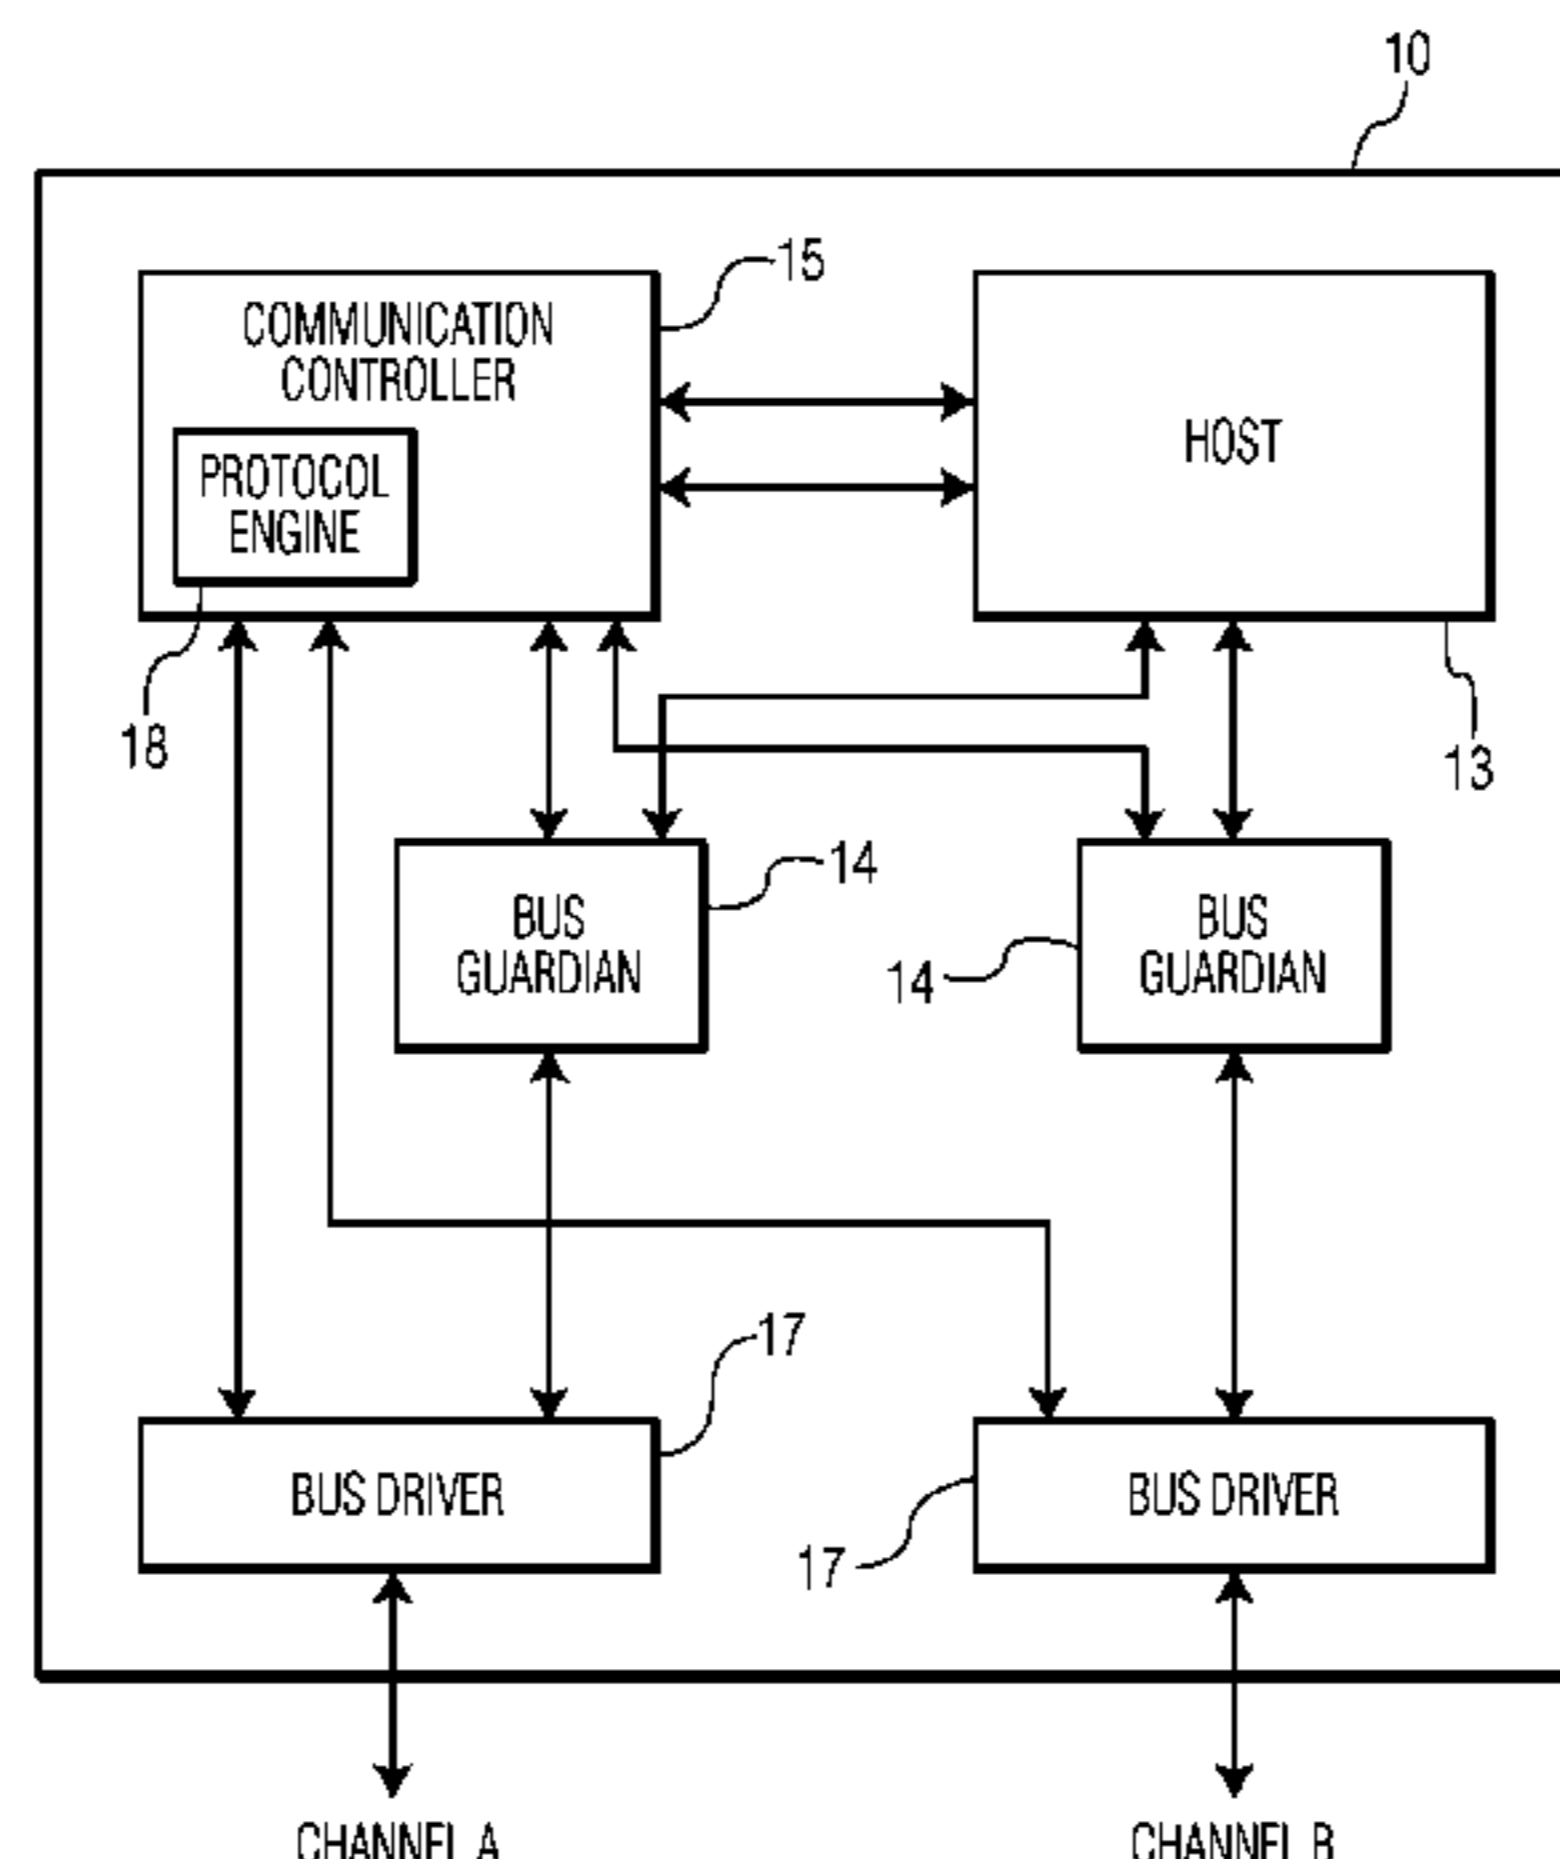 10
15
COMMUNICATION
CONTROLLER
HOST
PROTOCOL
ENGINE
18
13
14
BUS
GUARDIAN
14
BUS
GUARDIAN
17
BUS DRIVER
17
BUS DRIVER
CHANNEL A
CHANNEL B